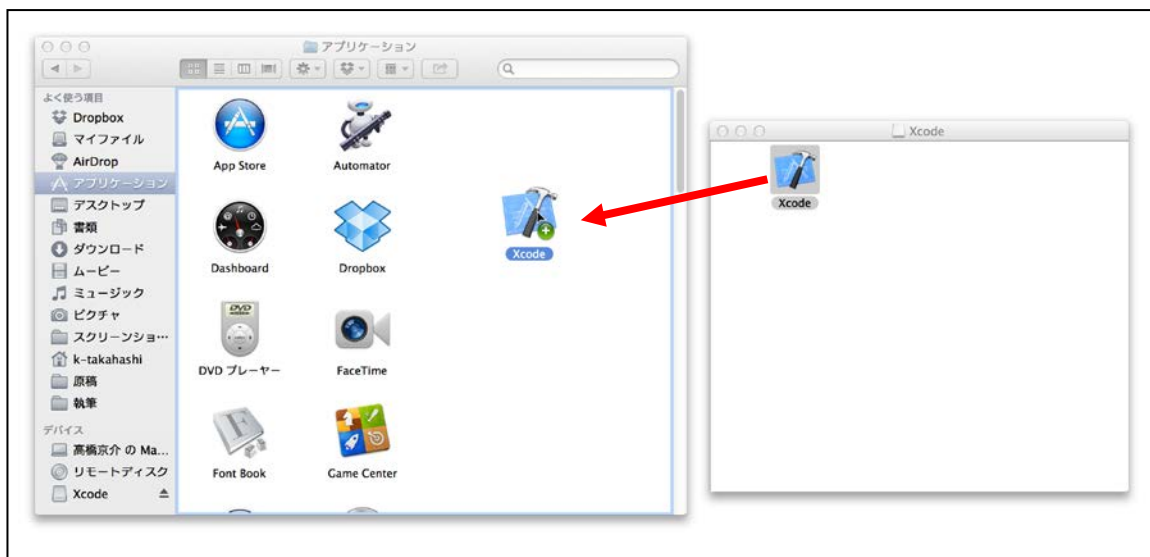 アプリケーション
よく使う項目
Dropbox
マイファイル
AirDrop
アプリケーション
デスクトップ
書類
ダウンロード
ムービー
ミュージック
ピクチャ
スクリーンショ…
k-takahashi
原稿
執筆
デバイス
高橋京介 の Ma...
リモートディスク
Xcode
App Store
Automator
Xcode
Dashboard
Dropbox
DVD
DVD プレーヤー
FaceTime
Font Book
Game Center
Xcode
Xcode